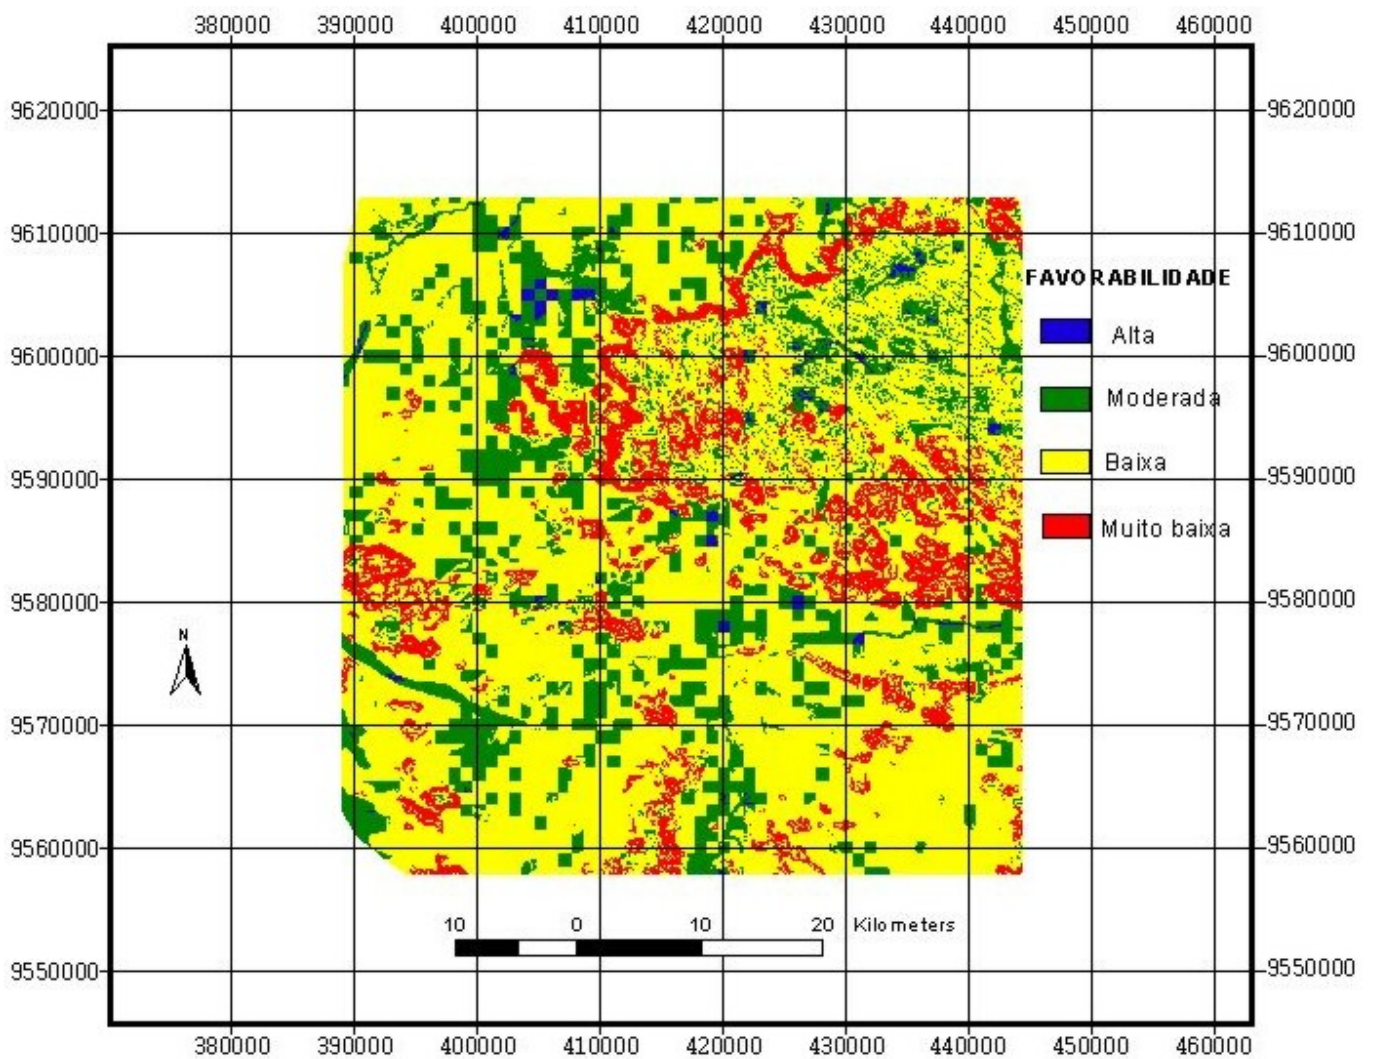 380000 390000 400000 410000 420000 430000 440000 450000 460000
9620000 9620000
9610000 9610000
FAVORABILIDADE
Alta
9600000 9600000
Moderada
Baixa
9590000 9590000
Muito baixa
9580000 9580000
N
9570000 9570000
9560000 9560000
10 0 10 20 Kilometers
9550000 9550000
380000 390000 400000 410000 420000 430000 440000 450000 460000